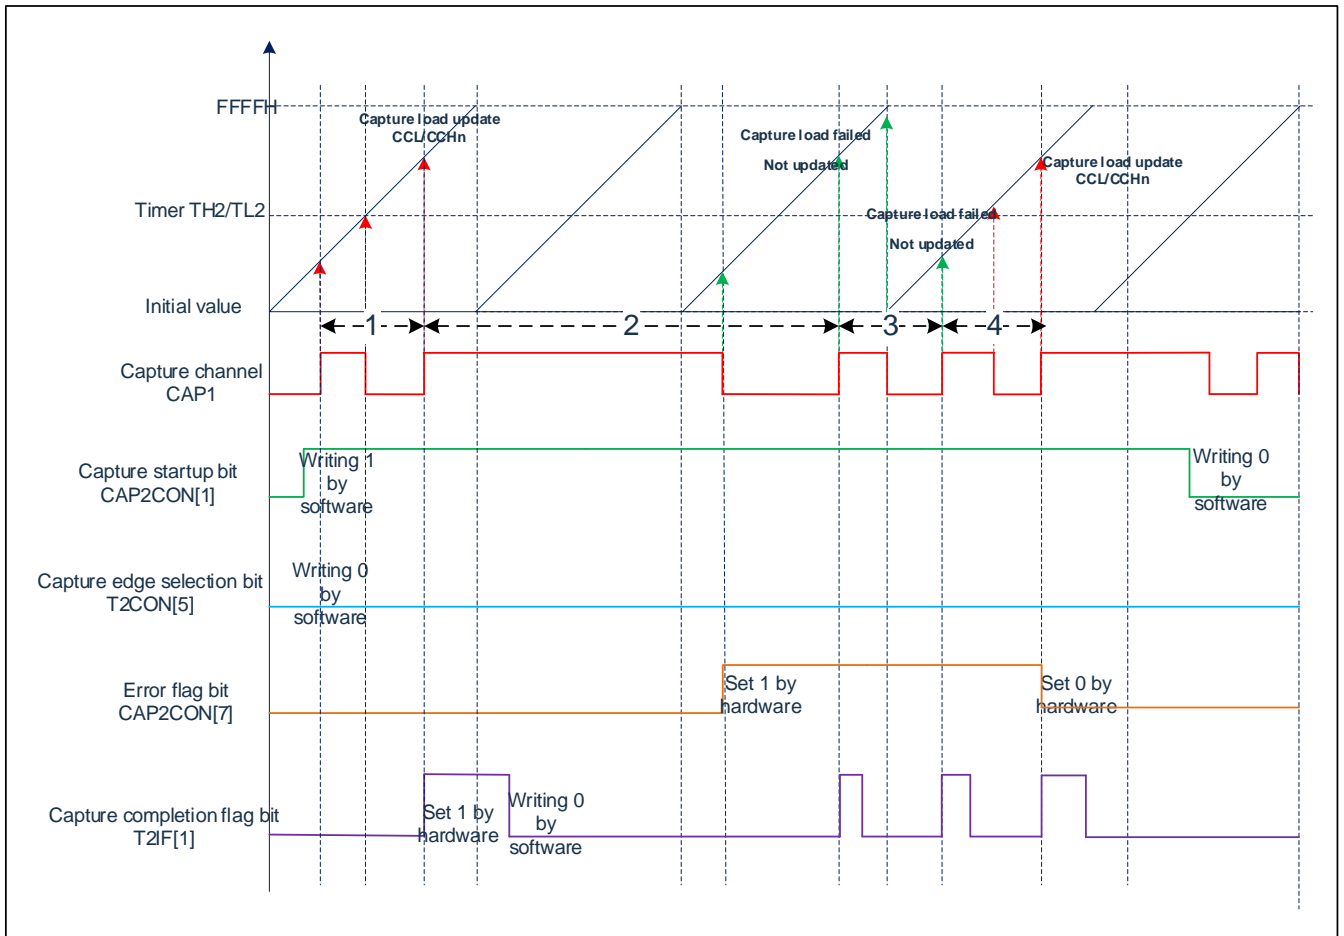 FFFFH
Capture load update
CCL/CCHn
Capture load failed
Not updated
Capture load update
CCL/CCHn
Timer TH2/TL2
Capture load failed
Not updated
Initial value
1
2
3
4
Capture channel
CAP1
Capture startup bit
CAP2CON[1]
Writing 1
by
software
Writing 0
by
software
Capture edge selection bit
T2CON[5]
Writing 0
by
software
Error flag bit
CAP2CON[7]
Set 1 by
hardware
Set 0 by
hardware
Capture completion flag bit
T2IF[1]
Set 1 by
hardware
Writing 0
by
software